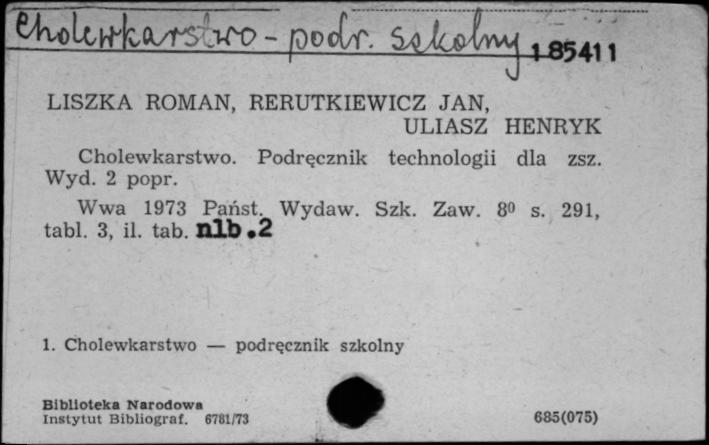 Cholewkarstwo - podr. szkolny
185411
LISZKA ROMAN, RERUTKIEWICZ JAN,
ULIASZ HENRYK
Cholewkarstwo. Podręcznik technologii dla zsz.
Wyd. 2 popr.
Wwa 1973 Państ. Wydaw. Szk. Zaw. 8⁰ s. 291,
tabl. 3, il. tab. nlb.2
1. Cholewkarstwo — podręcznik szkolny
Biblioteka Narodowa
Instytut Bibliograf. 6781/73
685(075)